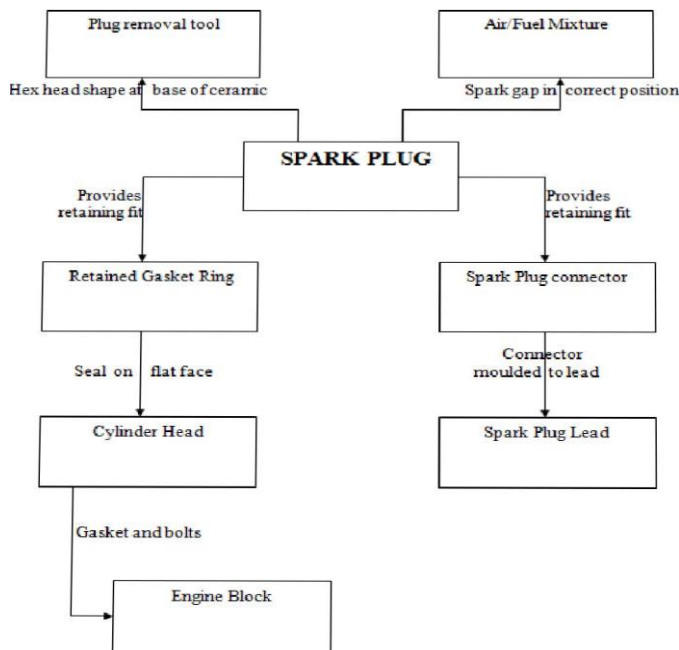 Plug removal tool
Air/Fuel Mixture
Hex head shape at base of ceramic
Spark gap in correct position
SPARK PLUG
Provides
retaining fit
Provides
retaining fit
Retained Gasket Ring
Spark Plug connector
Seal on flat face
Connector
moulded to lead
Cylinder Head
Spark Plug Lead
Gasket and bolts
Engine Block